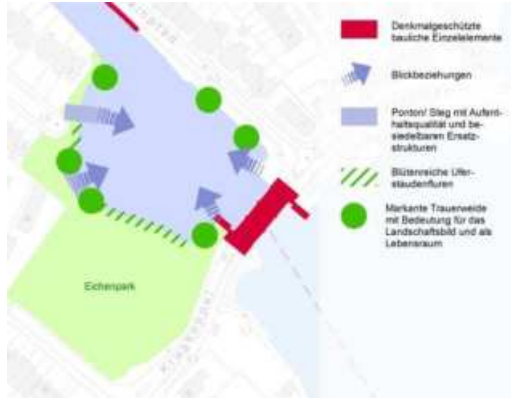 Denkmalgeschützte
bauliche Einzelelemente
Blickbeziehungen
Ponton/ Steg mit Aufent-
haltsqualität und be-
siedelbaren Ersatz-
strukturen
Blütenreiche Ufer-
staudenfluren
Markante Trauerweide
mit Bedeutung für das
Landschaftsbild und als
Lebensraum
Eichenpark